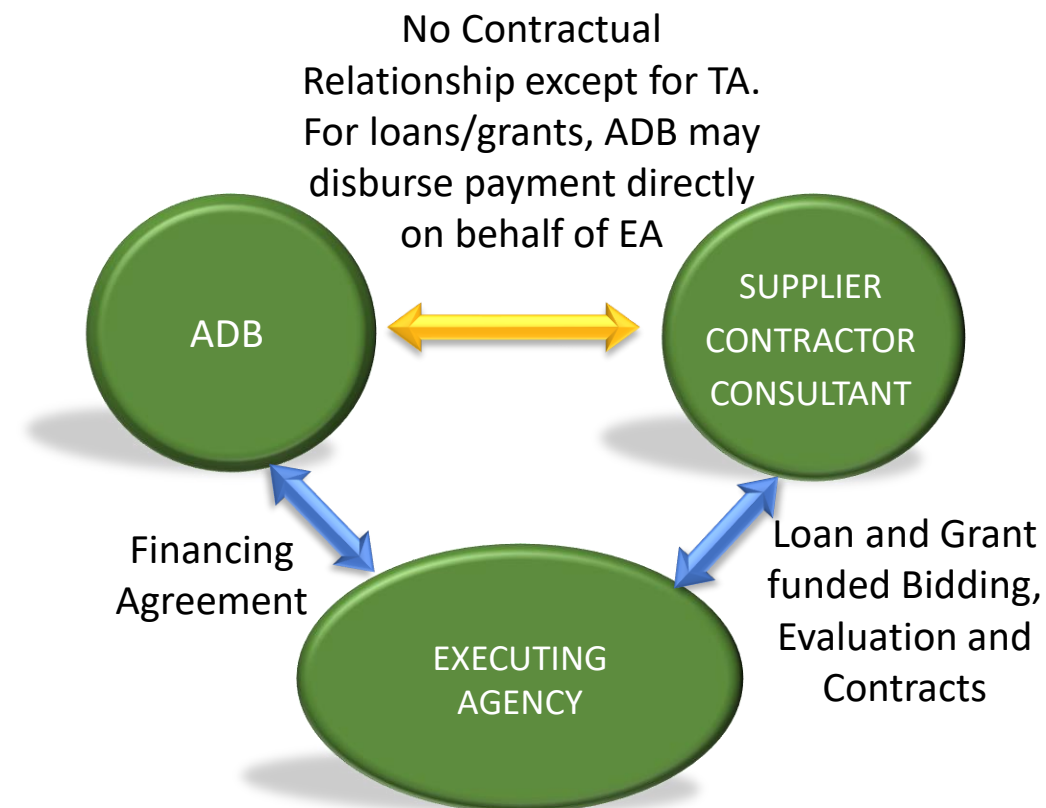 No Contractual
Relationship except for TA.
For loans/grants, ADB may
disburse payment directly
on behalf of EA
ADB
SUPPLIER
CONTRACTOR
CONSULTANT
Financing
Agreement
Loan and Grant
funded Bidding,
Evaluation and
Contracts
EXECUTING
AGENCY